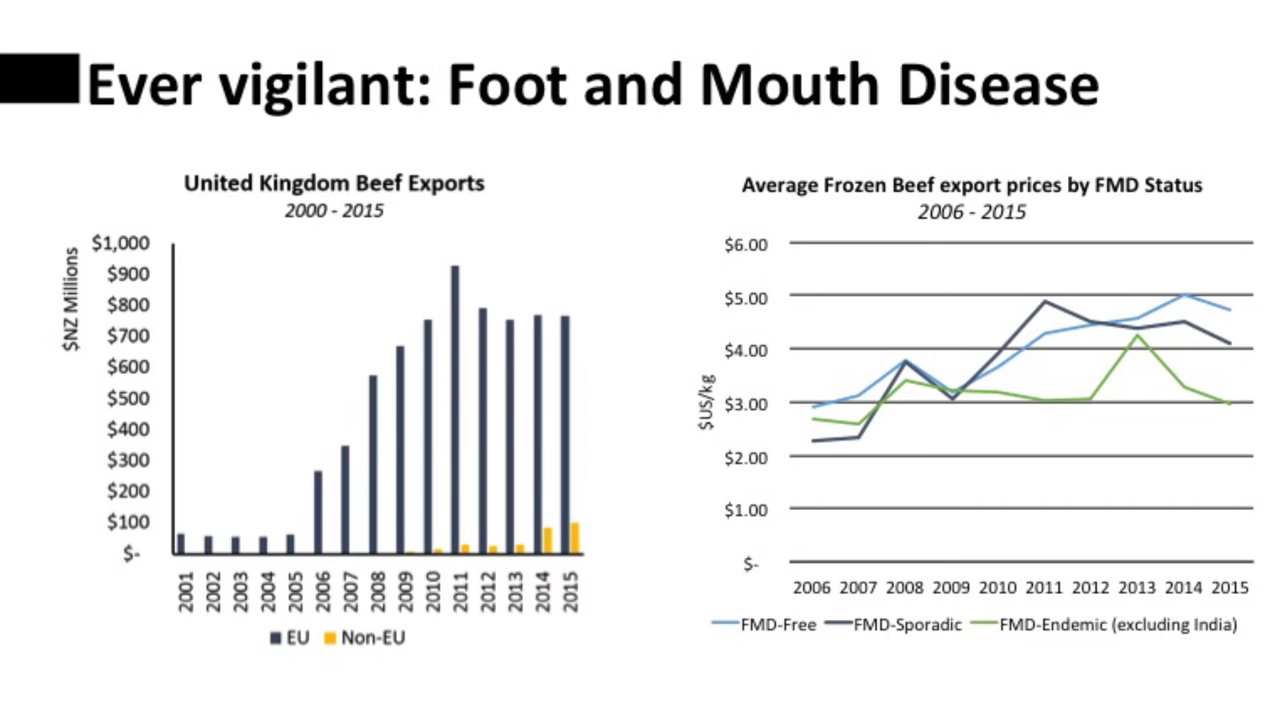 Ever vigilant: Foot and Mouth Disease
United Kingdom Beef Exports
2000 - 2015
$NZ Millions
$1,000
$900
$800
$700
$600
$500
$400
$300
$200
$100
$-
2001 2002 2003 2004 2005 2006 2007 2008 2009 2010 2011 2012 2013 2014 2015
EU Non-EU
Average Frozen Beef export prices by FMD Status
2006 - 2015
$US/kg
$6.00
$5.00
$4.00
$3.00
$2.00
$1.00
$-
2006 2007 2008 2009 2010 2011 2012 2013 2014 2015
FMD-Free FMD-Sporadic FMD-Endemic (excluding India)